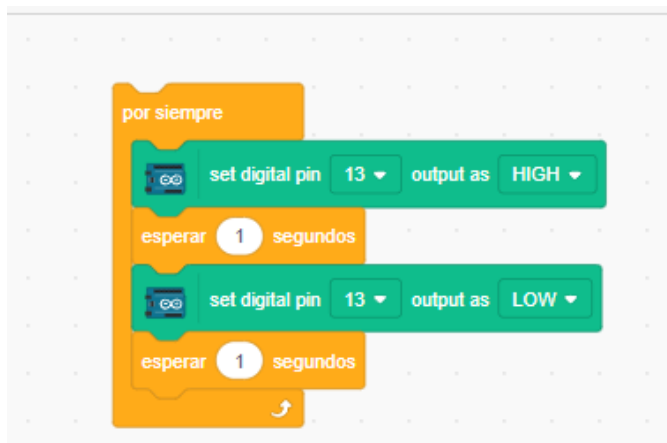 por siempre
set digital pin 13 output as HIGH
esperar 1 segundos
set digital pin 13 output as LOW
esperar 1 segundos